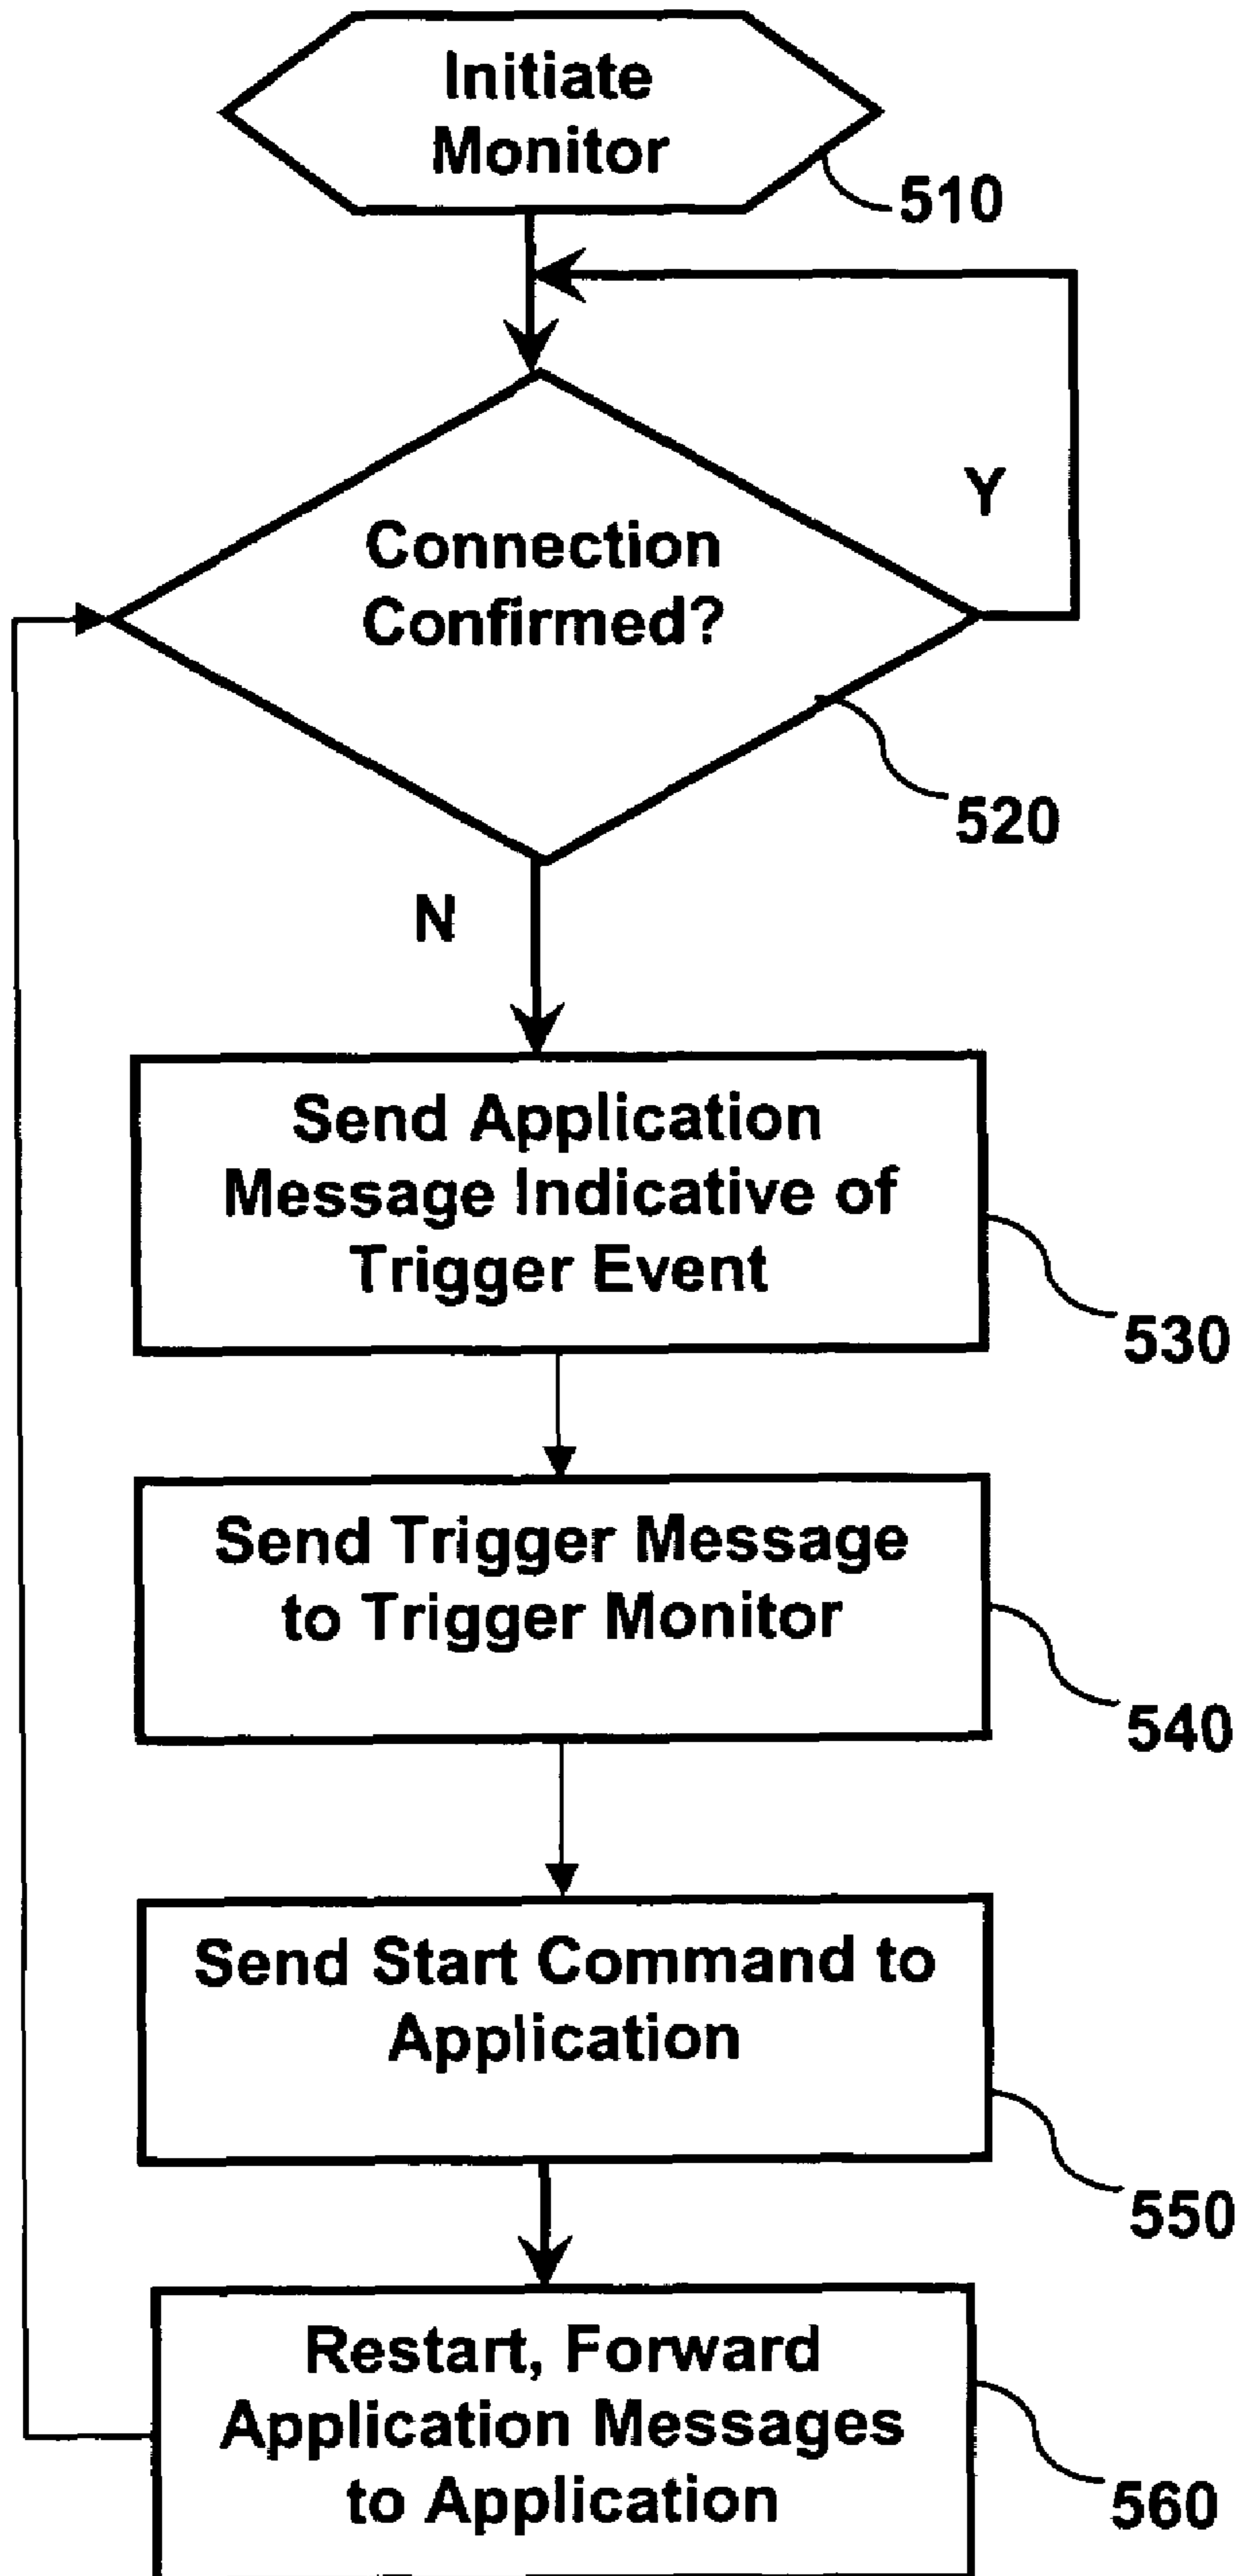 Initiate
Monitor
510
Y
Connection
Confirmed?
520
N
Send Application
Message Indicative of
Trigger Event
530
Send Trigger Message
to Trigger Monitor
540
Send Start Command to
Application
550
Restart, Forward
Application Messages
to Application
560